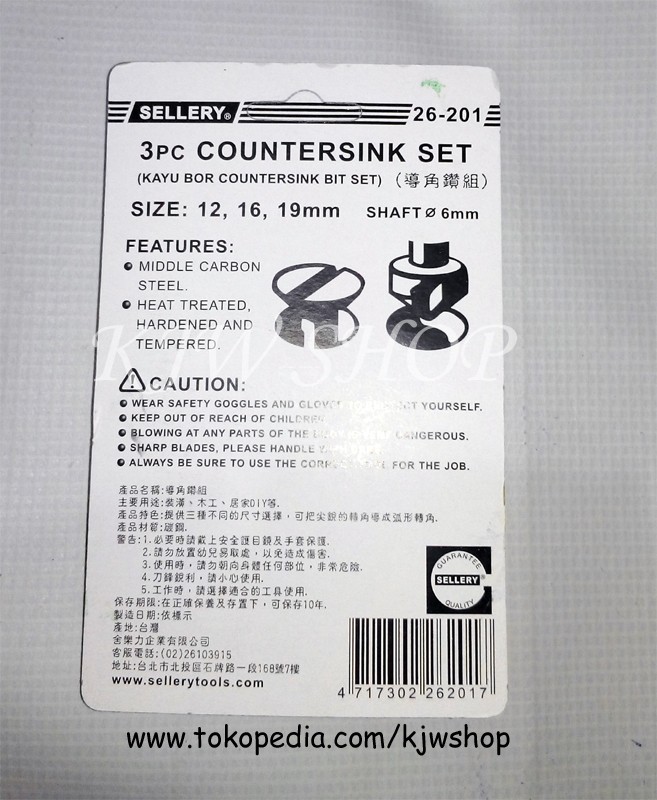 SELLERY®
26-201
3PC COUNTERSINK SET
(KAYU BOR COUNTERSINK BIT SET) (導角鑽組)
SIZE: 12, 16, 19mm SHAFT Ø 6mm
FEATURES:
• MIDDLE CARBON
STEEL.
• HEAT TREATED,
HARDENED AND
TEMPERED.
KJW SHOP
⚠CAUTION:
• WEAR SAFETY GOGGLES AND GLOVES TO PROTECT YOURSELF.
• KEEP OUT OF REACH OF CHILDREN
• BLOWING AT ANY PARTS OF THE BODY IS VERY DANGEROUS.
• SHARP BLADES, PLEASE HANDLE
• ALWAYS BE SURE TO USE THE CORRECT FOR THE JOB.
產品名稱:導角鑽組
主要用途:裝潢、木工、居家DIY等.
產品特色:提供三種不同的尺寸選擇,可把尖銳的轉角導成弧形轉角.
產品材質:碳鋼.
警告:1.必要時請戴上安全護目鏡及手套保護.
2.請勿放置幼兒易取處,以免造成傷害.
3.使用時,請勿朝向身體任何部位,非常危險.
4.刀鋒銳利,請小心使用.
5.工作時,請選擇適合的工具使用.
保存期限:在正確保養及存置下,可保存10年.
製造日期:依標示
產地:台灣
舍樂力企業有限公司
客服電話:(02)26103915
地址:台北市北投區石牌路一段168號7樓
www.sellerytools.com
GUARANTEE
SELLERY®
QUALITY
4 717302 262017
www.tokopedia.com/kjwshop